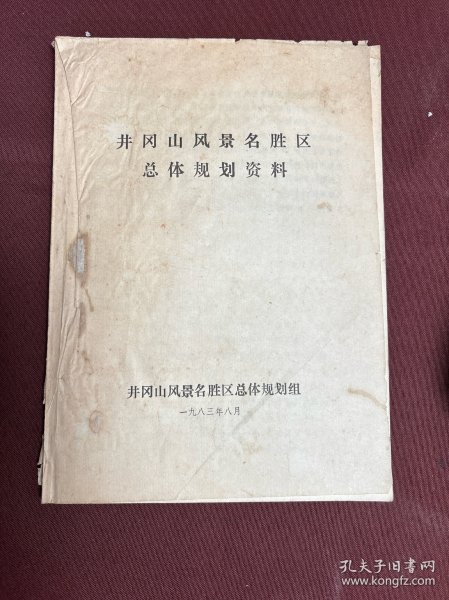 井冈山风景名胜区
总体规划资料
井冈山风景名胜区总体规划组
一九八三年八月
孔夫子旧书网
www.kongfz.com